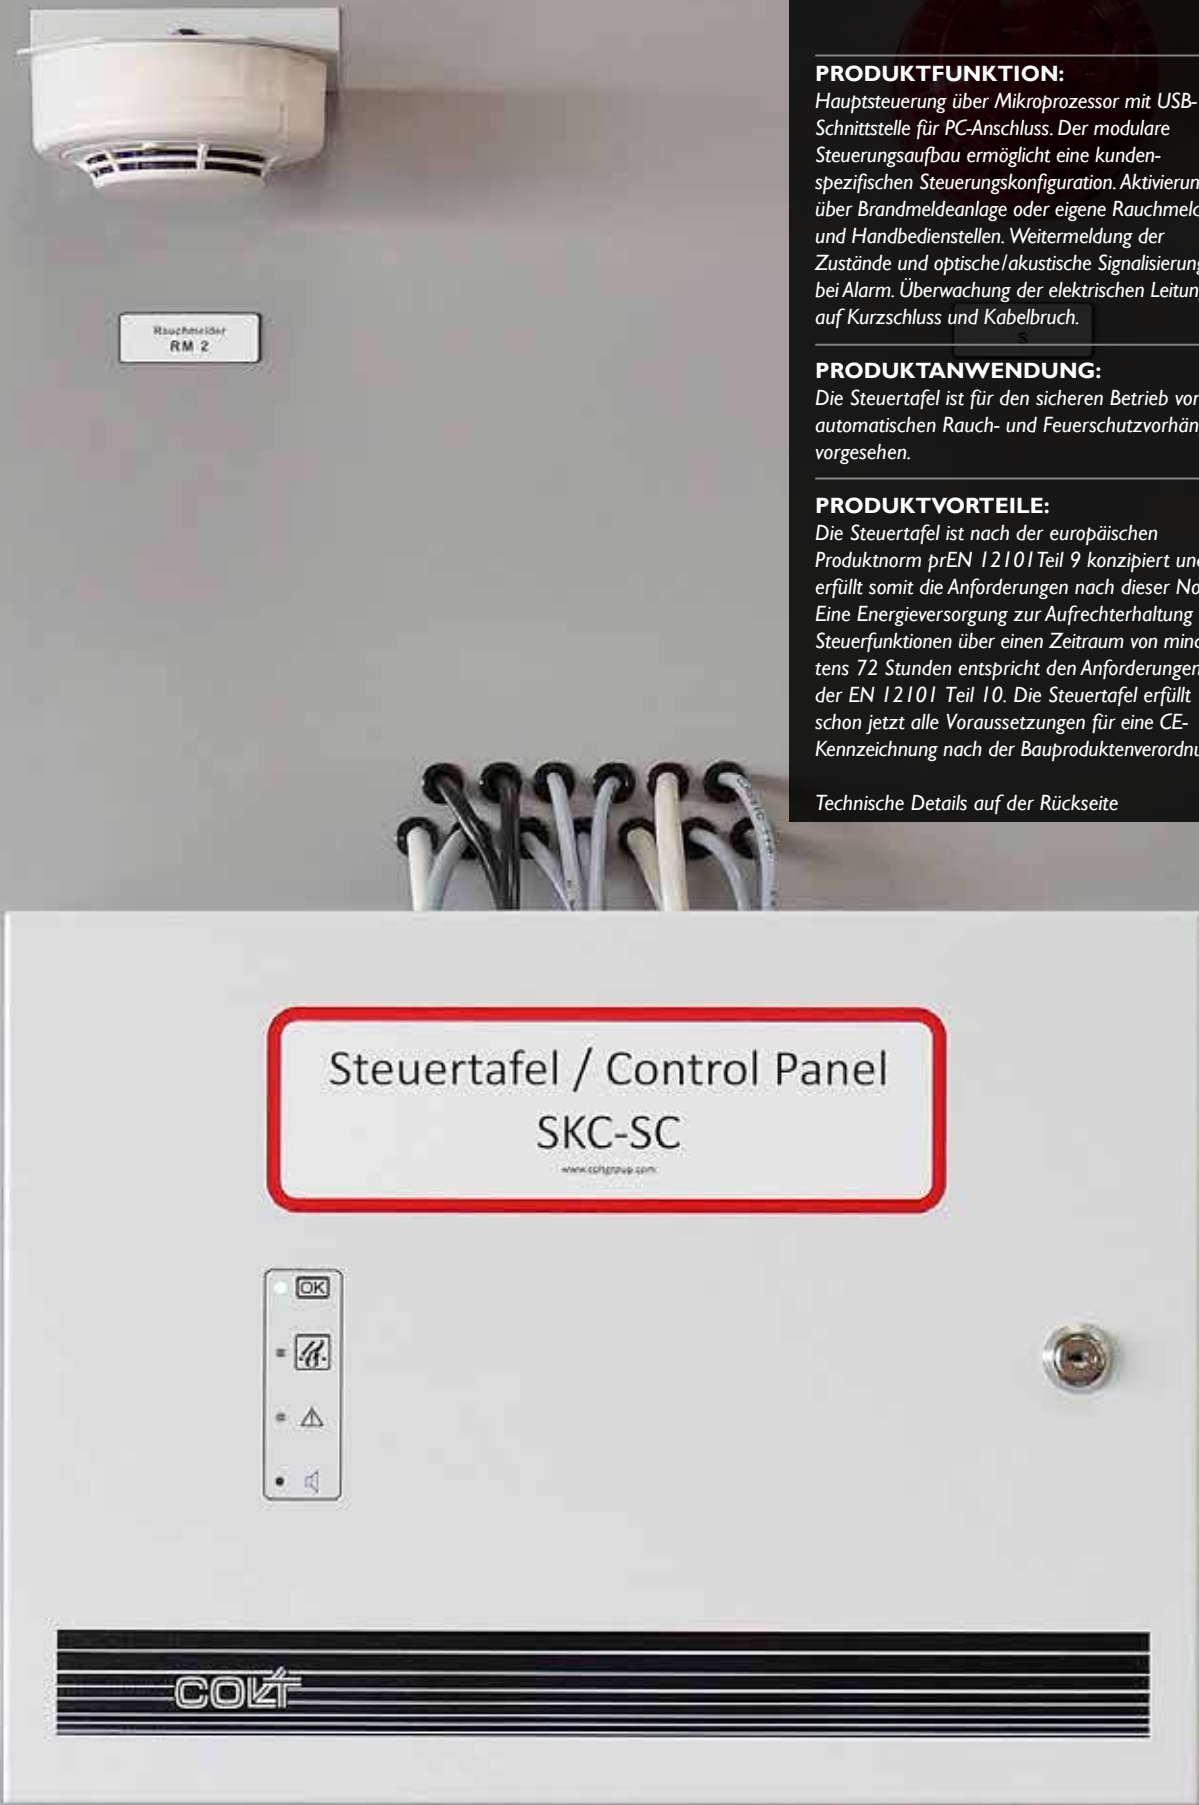 PRODUKTFUNKTION:
Hauptsteuerung über Mikroprozessor mit USB-
Schnittstelle für PC-Anschluss. Der modulare
Steuerungsaufbau ermöglicht eine kunden-
spezifischen Steuerungskonfiguration. Aktivierun
über Brandmeldeanlage oder eigene Rauchmeld
und Handbedienstellen. Weitermeldung der
Zustände und optische/akustische Signalisierung
bei Alarm. Überwachung der elektrischen Leitun
auf Kurzschluss und Kabelbruch.
S
PRODUKTANWENDUNG:
Die Steuertafel ist für den sicheren Betrieb von
automatischen Rauch- und Feuerschutzvorhän
vorgesehen.
PRODUKTVORTEILE:
Die Steuertafel ist nach der europäischen
Produktnorm prEN 12101 Teil 9 konzipiert und
erfüllt somit die Anforderungen nach dieser No
Eine Energieversorgung zur Aufrechterhaltung
Steuerfunktionen über einen Zeitraum von mind
tens 72 Stunden entspricht den Anforderungen
der EN 12101 Teil 10. Die Steuertafel erfüllt
schon jetzt alle Voraussetzungen für eine CE-
Kennzeichnung nach der Bauproduktenverordnu
Technische Details auf der Rückseite
Rauchmelder
RM 2
Steuertafel / Control Panel
SKC-SC
www.coltgroup.com
OK
COLT